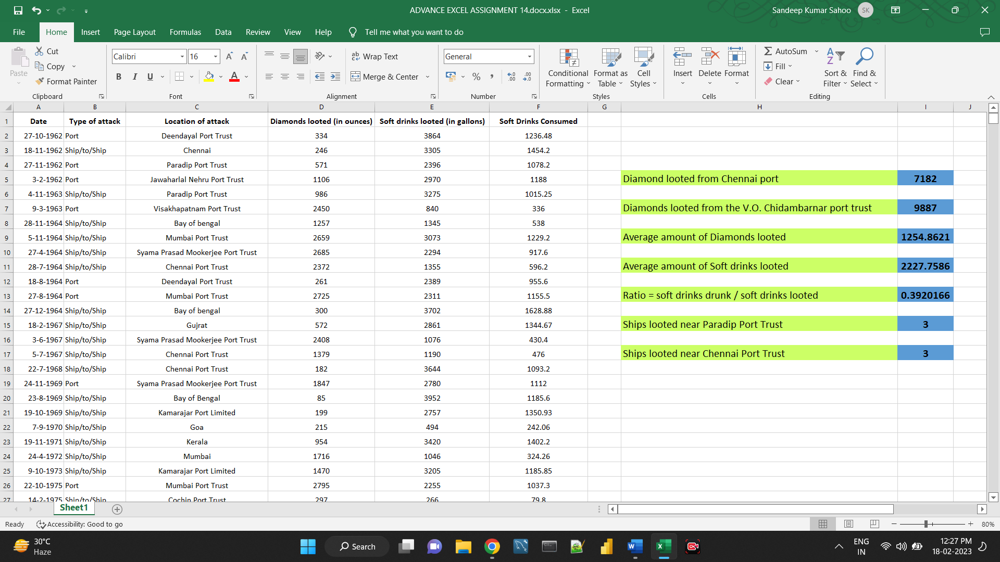 ADVANCE EXCEL ASSIGNMENT 14.docx.xlsx - Excel
Sandeep Kumar Sahoo SK
File Home Insert Page Layout Formulas Data Review View Help Tell me what you want to do
Paste
Cut
Copy
Format Painter
Clipboard
Calibri 16 A A
B I U A
Font
ab Wrap Text
Merge & Center
Alignment
General
% , .00
Number
Conditional Formatting
Format as Table
Cell Styles
Styles
Insert Delete Format
Cells
AutoSum
Fill
Clear
Sort & Filter
Find & Select
Editing
A B C D E F G H I J
1 Date Type of attack Location of attack Diamonds looted (in ounces) Soft drinks looted (in gallons) Soft Drinks Consumed
2 27-10-1962 Port Deendayal Port Trust 334 3864 1236.48
3 18-11-1962 Ship/to/Ship Chennai 246 3305 1454.2
4 27-11-1962 Port Paradip Port Trust 571 2396 1078.2
5 3-2-1962 Port Jawaharlal Nehru Port Trust 1106 2970 1188 Diamond looted from Chennai port 7182
6 4-11-1963 Ship/to/Ship Paradip Port Trust 986 3275 1015.25
7 9-3-1963 Port Visakhapatnam Port Trust 2450 840 336 Diamonds looted from the V.O. Chidambarnar port trust 9887
8 28-11-1964 Ship/to/Ship Bay of bengal 1257 1345 538
9 5-11-1964 Ship/to/Ship Mumbai Port Trust 2659 3073 1229.2 Average amount of Diamonds looted 1254.8621
10 27-4-1964 Ship/to/Ship Syama Prasad Mookerjee Port Trust 2685 2294 917.6
11 28-7-1964 Ship/to/Ship Chennai Port Trust 2372 1355 596.2 Average amount of Soft drinks looted 2227.7586
12 18-8-1964 Port Deendayal Port Trust 261 2389 955.6
13 27-8-1964 Port Mumbai Port Trust 2725 2311 1155.5 Ratio = soft drinks drunk / soft drinks looted 0.3920166
14 27-12-1964 Ship/to/Ship Bay of bengal 300 3702 1628.88
15 18-2-1967 Ship/to/Ship Gujrat 572 2861 1344.67 Ships looted near Paradip Port Trust 3
16 3-6-1967 Ship/to/Ship Syama Prasad Mookerjee Port Trust 2408 1076 430.4
17 5-7-1967 Ship/to/Ship Chennai Port Trust 1379 1190 476 Ships looted near Chennai Port Trust 3
18 22-7-1968 Ship/to/Ship Chennai Port Trust 182 3644 1093.2
19 24-11-1969 Port Syama Prasad Mookerjee Port Trust 1847 2780 1112
20 23-8-1969 Ship/to/Ship Bay of Bengal 85 3952 1185.6
21 19-10-1969 Ship/to/Ship Kamarajar Port Limited 199 2757 1350.93
22 7-9-1970 Ship/to/Ship Goa 215 494 242.06
23 19-11-1971 Ship/to/Ship Kerala 954 3420 1402.2
24 24-4-1972 Ship/to/Ship Mumbai 1716 1046 324.26
25 9-10-1973 Ship/to/Ship Kamarajar Port Limited 1470 3205 1185.85
26 22-10-1975 Port Mumbai Port Trust 2795 2255 1037.3
27 14-2-1975 Ship/to/Ship Cochin Port Trust 297 266 79.8
Sheet1
Ready Accessibility: Good to go 80%
30°C
Haze
Search
ENG
IN
12:27 PM
18-02-2023